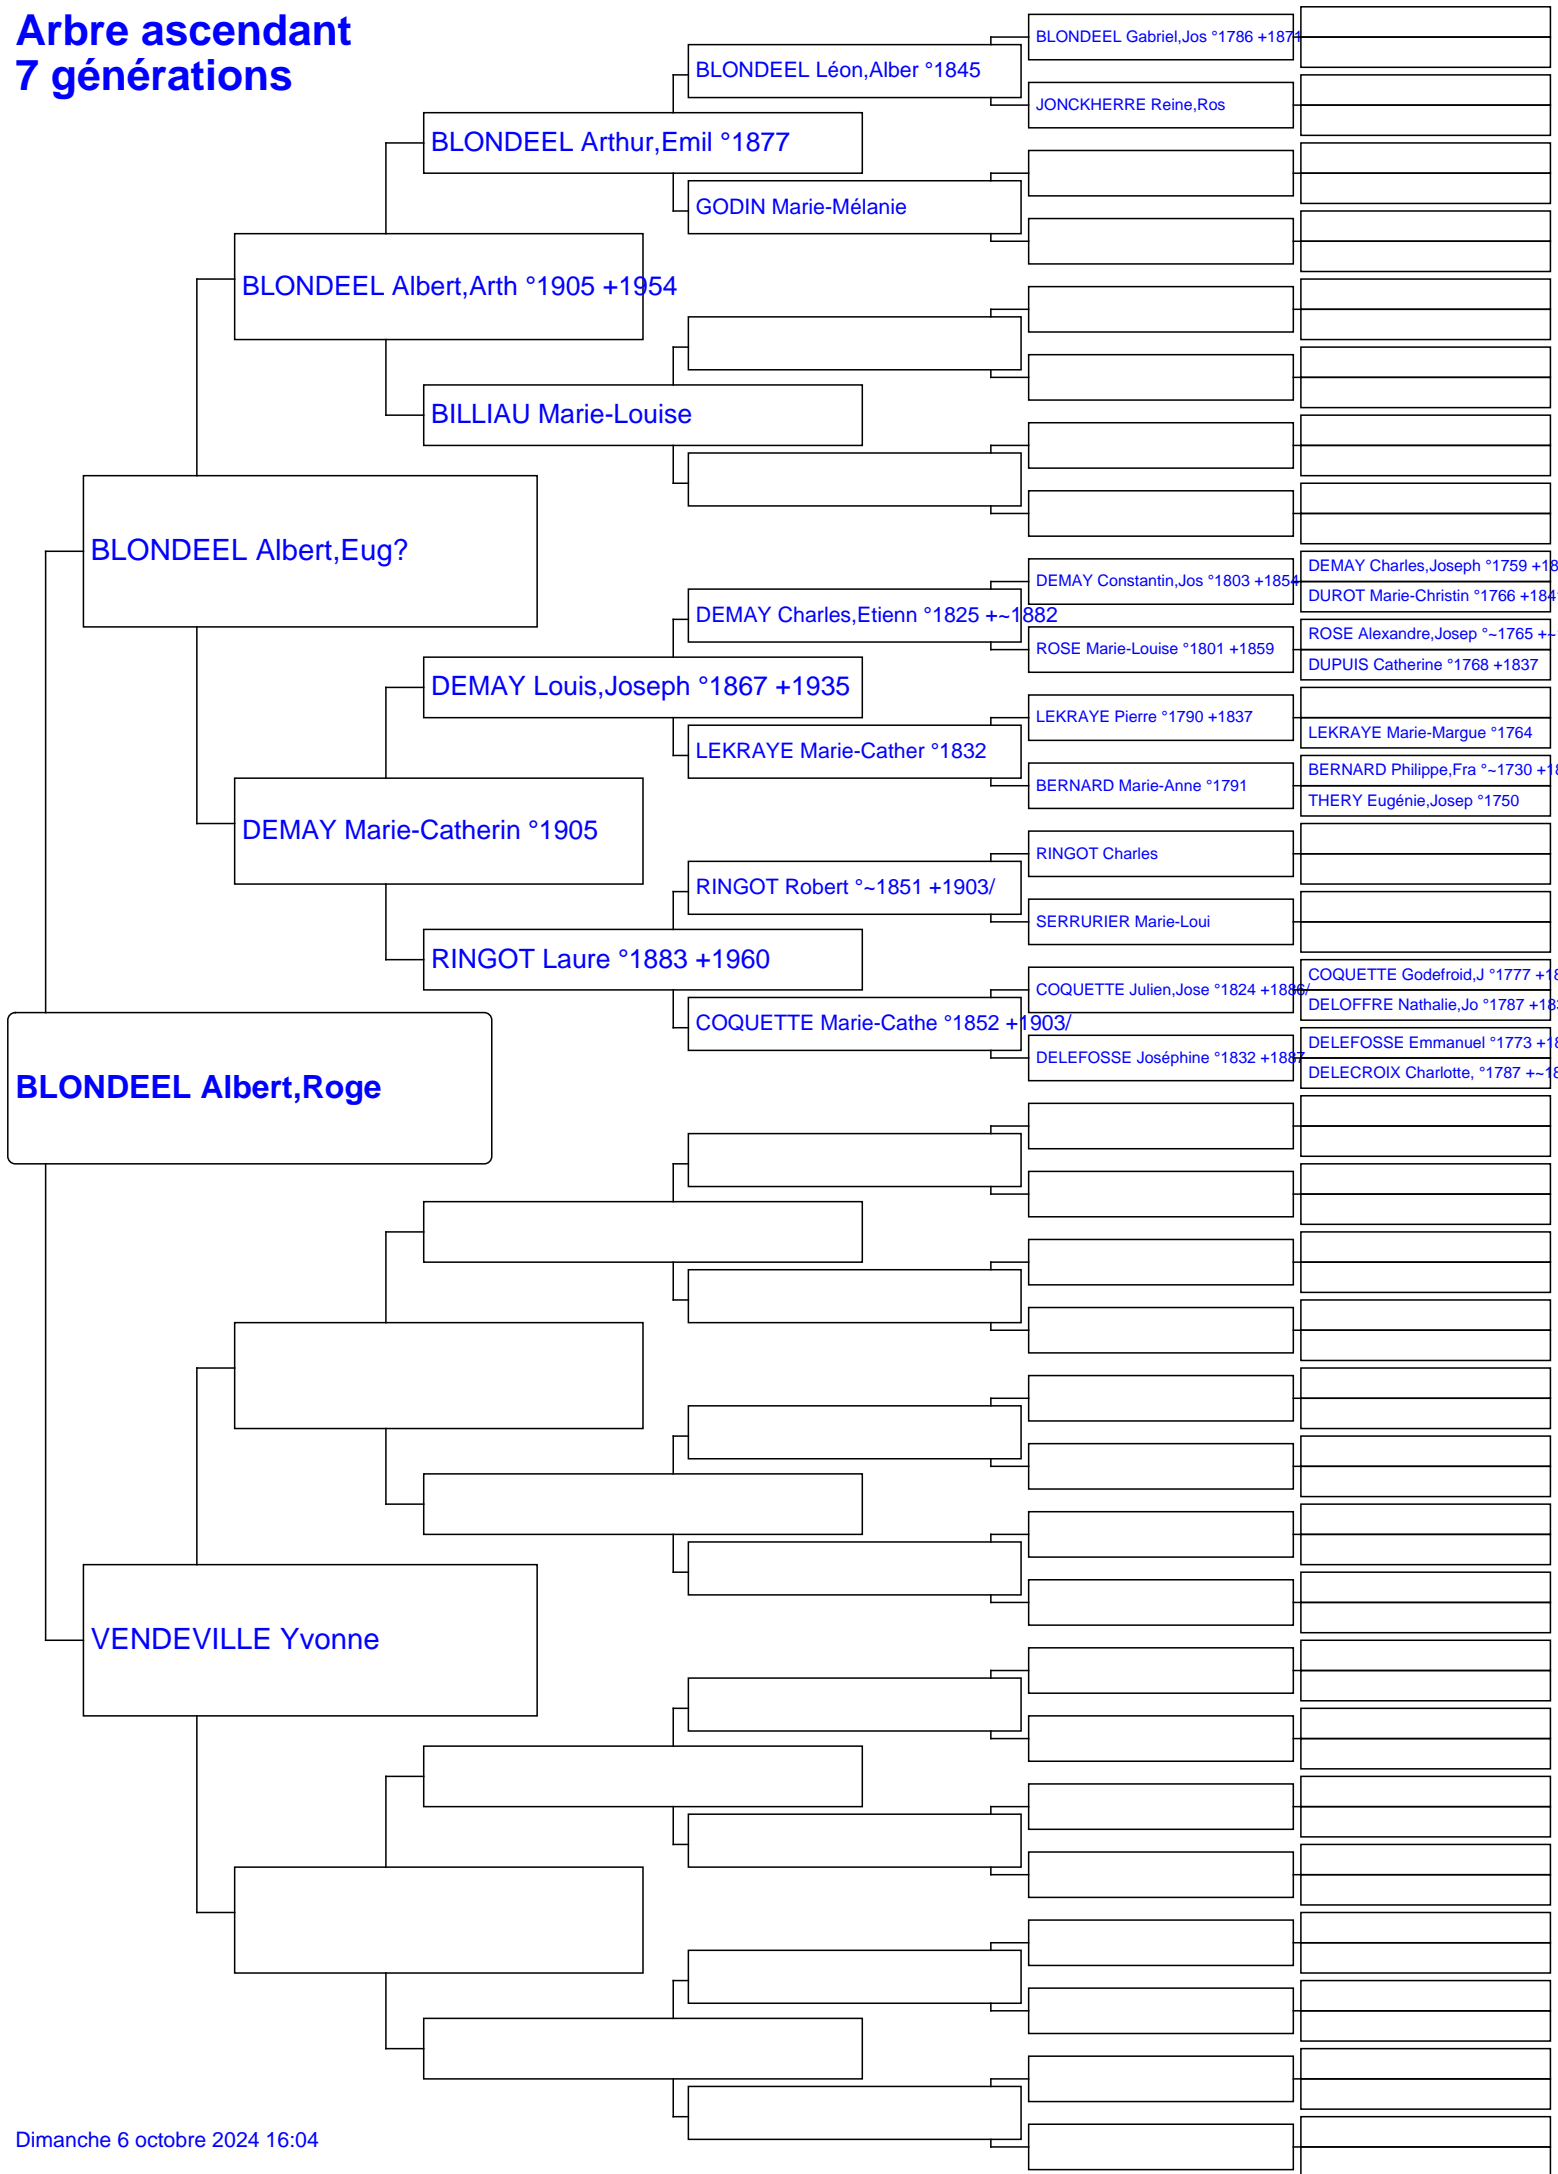 Arbre ascendant
7 générations
BLONDEEL Gabriel,Jos °1786 +1871
BLONDEEL Léon,Alber °1845
JONCKHERRE Reine,Ros
BLONDEEL Arthur,Emil °1877
GODIN Marie-Mélanie
BLONDEEL Albert,Arth °1905 +1954
BILLIAU Marie-Louise
BLONDEEL Albert,Eug?
DEMAY Charles,Joseph °1759 +18
DEMAY Constantin,Jos °1803 +1854
DUROT Marie-Christin °1766 +184
DEMAY Charles,Etienn °1825 +~1882
ROSE Alexandre,Josep °~1765 +~
ROSE Marie-Louise °1801 +1859
DUPUIS Catherine °1768 +1837
DEMAY Louis,Joseph °1867 +1935
LEKRAYE Pierre °1790 +1837
LEKRAYE Marie-Margue °1764
LEKRAYE Marie-Cather °1832
BERNARD Philippe,Fra °~1730 +18
BERNARD Marie-Anne °1791
THERY Eugénie,Josep °1750
DEMAY Marie-Catherin °1905
RINGOT Charles
RINGOT Robert °~1851 +1903/
SERRURIER Marie-Loui
RINGOT Laure °1883 +1960
COQUETTE Godefroid,J °1777 +18
COQUETTE Julien,Jose °1824 +1886/
DELOFFRE Nathalie,Jo °1787 +183
COQUETTE Marie-Cathe °1852 +1903/
DELEFOSSE Emmanuel °1773 +18
DELEFOSSE Joséphine °1832 +1887
DELECROIX Charlotte, °1787 +~18
BLONDEEL Albert,Roge
VENDEVILLE Yvonne
Dimanche 6 octobre 2024 16:04